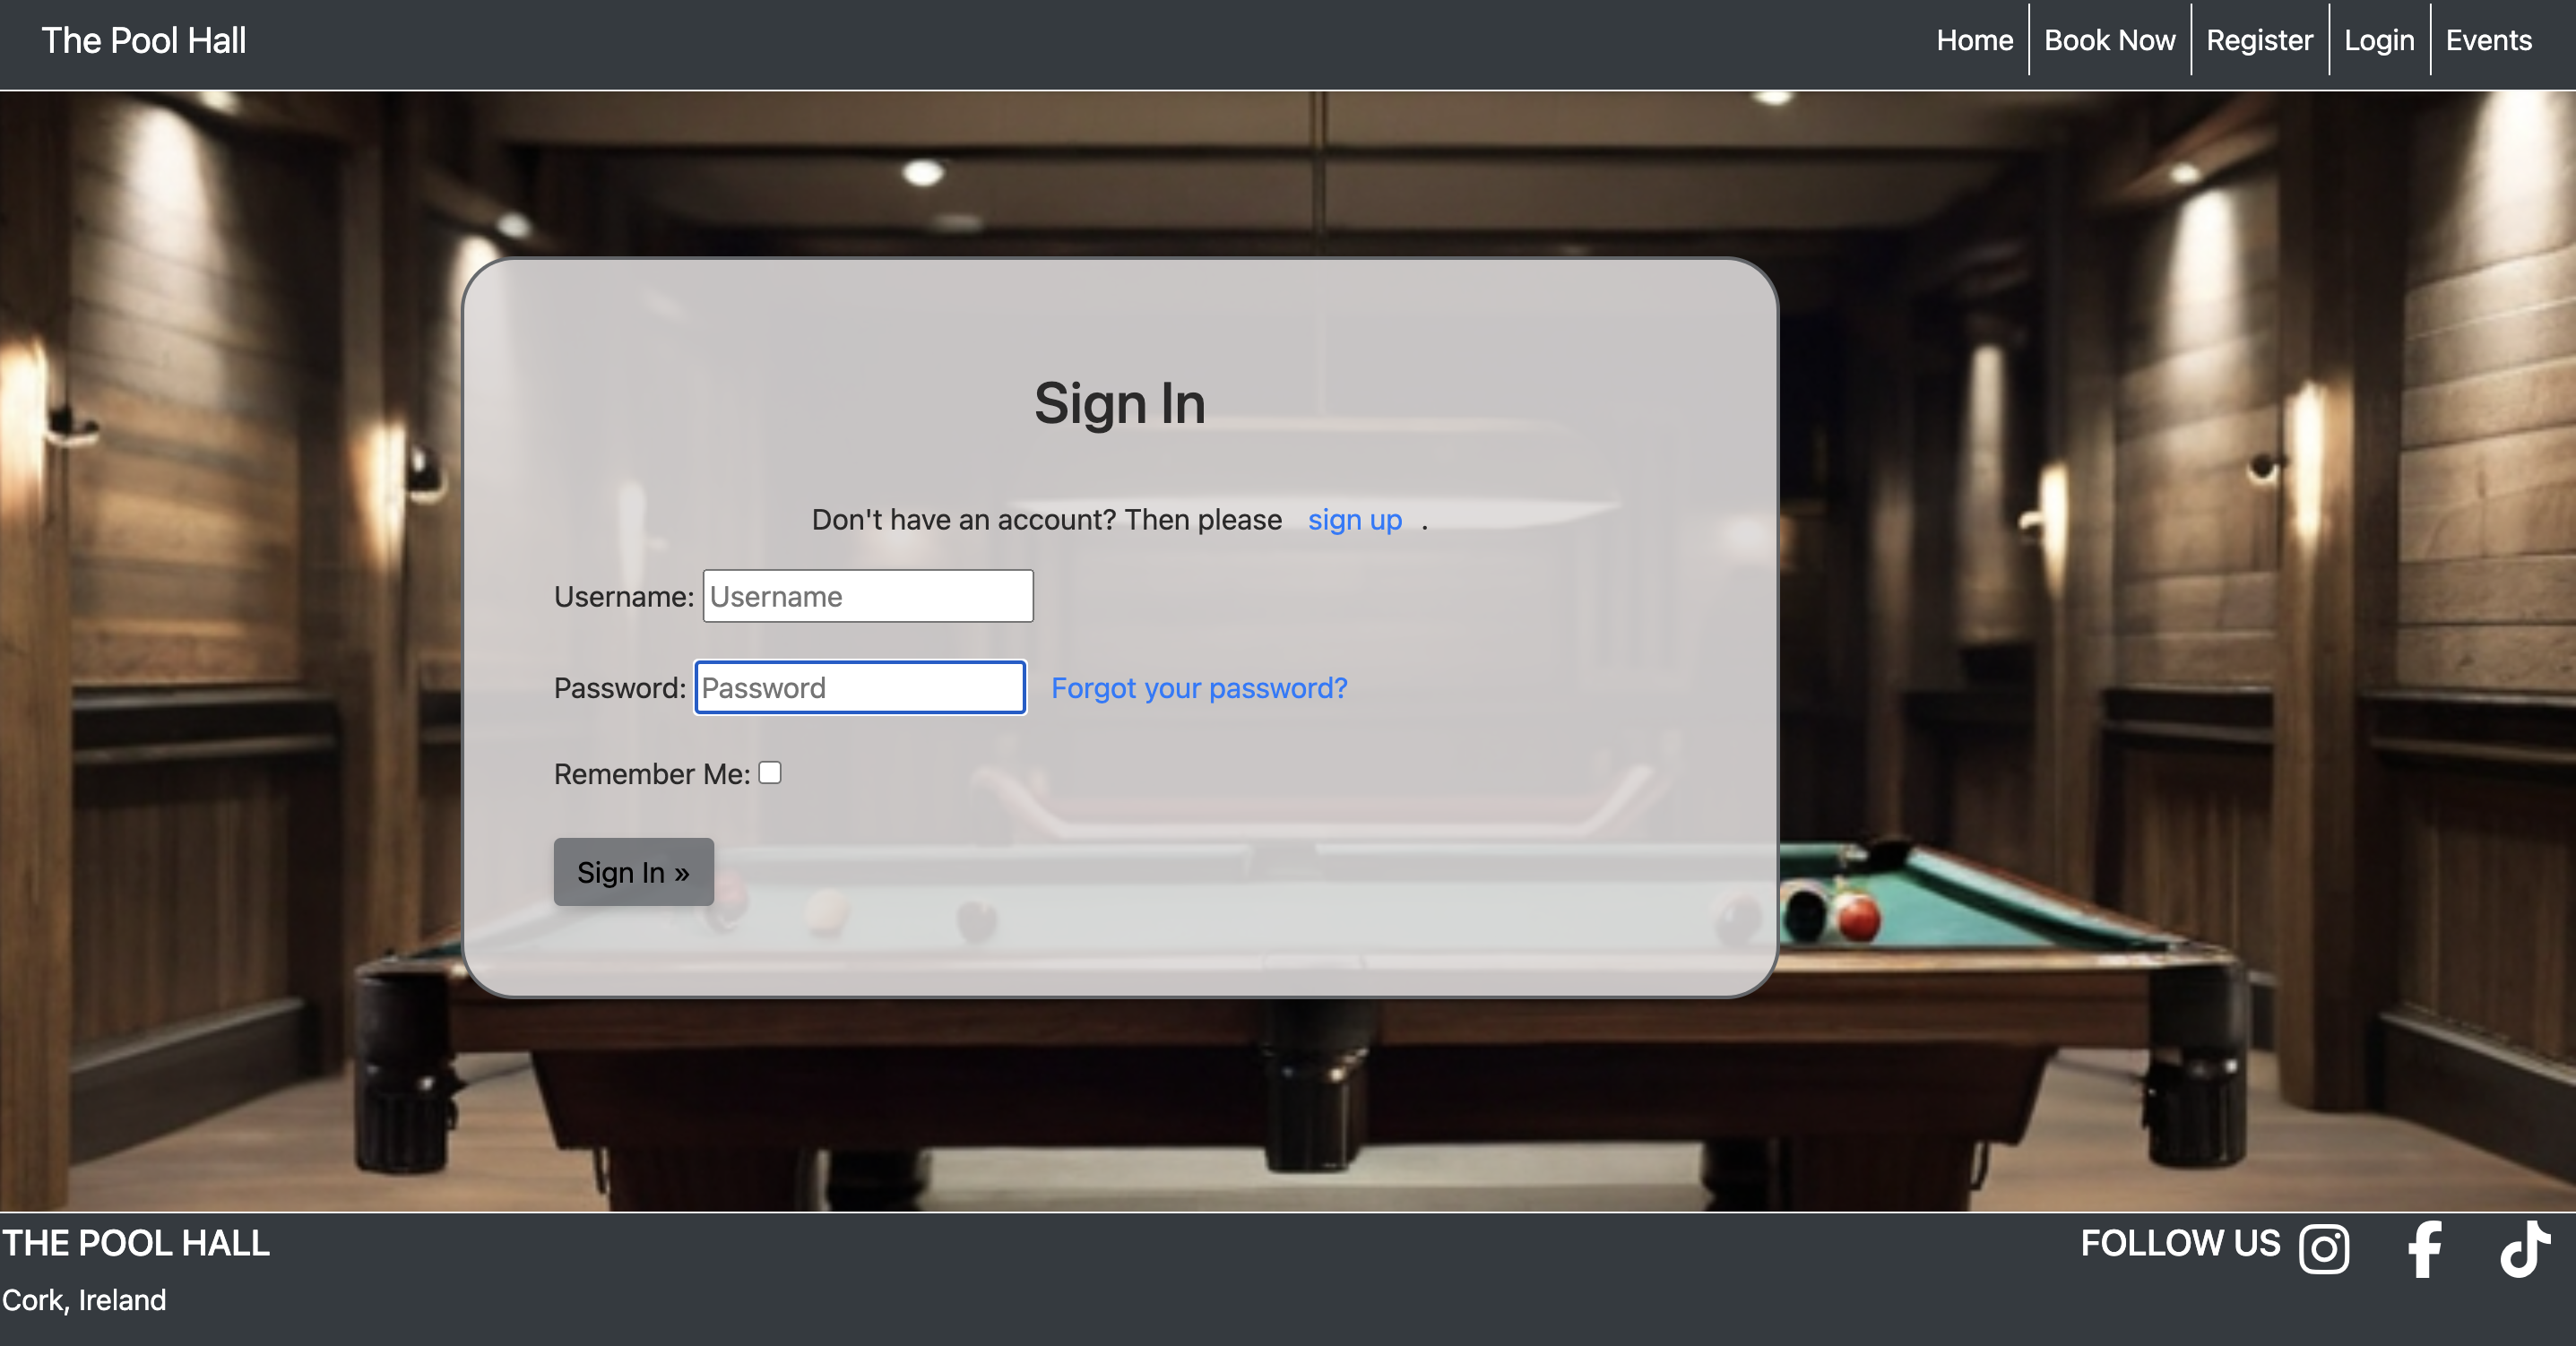 The Pool Hall
Home
Book Now
Register
Login
Events
Sign In
Don't have an account? Then please sign up .
Username: Username
Password: Password Forgot your password?
Remember Me:
Sign In »
THE POOL HALL
FOLLOW US
Cork, Ireland